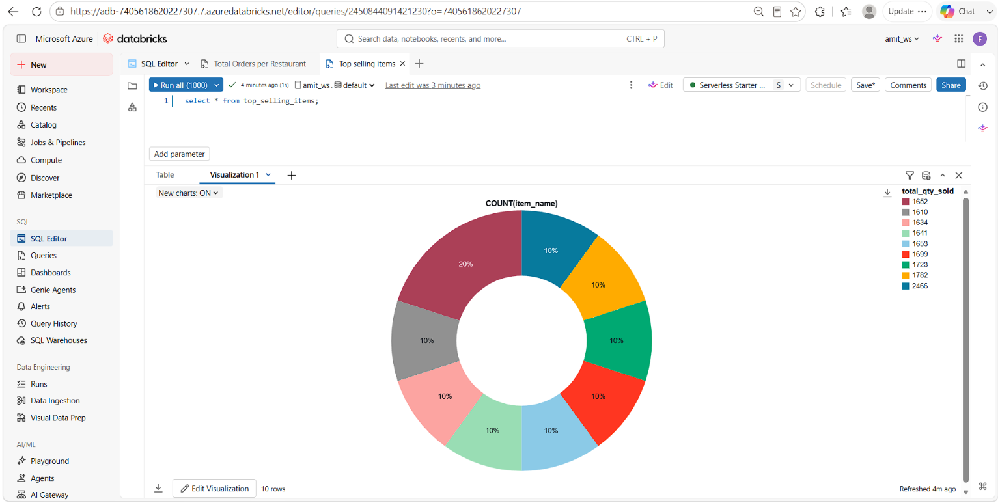 https://adb-7405618620227307.7.azuredatabricks.net/editor/queries/2450844091421230?o=7405618620227307
Update
Chat
Microsoft Azure
databricks
Search data, notebooks, recents, and more...
CTRL + P
amit_ws
F
New
Workspace
Recents
Catalog
Jobs & Pipelines
Compute
Discover
Marketplace
SQL
SQL Editor
Queries
Dashboards
Genie Agents
Alerts
Query History
SQL Warehouses
Data Engineering
Runs
Data Ingestion
Visual Data Prep
AI/ML
Playground
Agents
AI Gateway
SQL Editor
Total Orders per Restaurant
Top selling items
Run all (1000)
4 minutes ago (1s)
amit_ws.
default
Last edit was 3 minutes ago
Edit
Serverless Starter ...
S
Schedule
Save*
Comments
Share
1
select * from top_selling_items;
Add parameter
Table
Visualization 1
New charts: ON
COUNT(item_name)
20%
10%
10%
10%
10%
10%
10%
10%
10%
total_qty_sold
1652
1610
1634
1641
1653
1699
1723
1782
2466
Edit Visualization
10 rows
Refreshed 4m ago